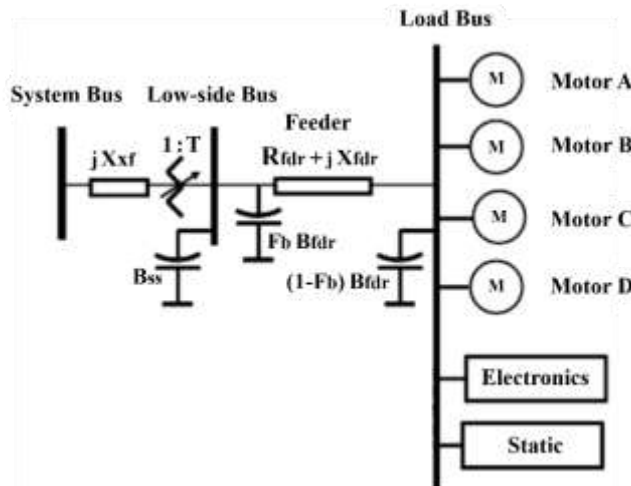 Load Bus
System Bus
Low-side Bus
Feeder
1:T
jXxf
Rfdr + j Xfdr
Fb Bfdr
Bss
(1-Fb) Bfdr
M
Motor A
M
Motor B
M
Motor C
M
Motor D
Electronics
Static